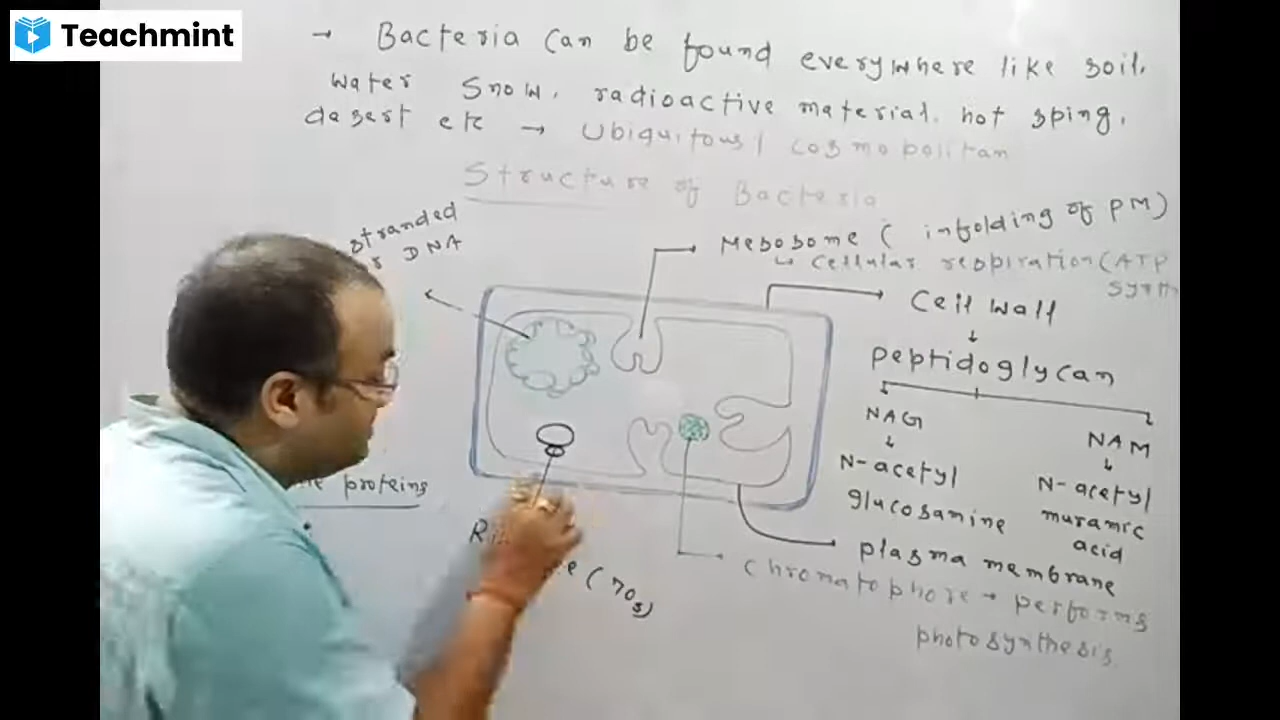 Teachmint
→ Bacteria can be found everywhere like soil,
water snow, radioactive material, hot sping,
desert etc → Ubiquitous / cosmopolitan
Structure of Bacteria
stranded
DNA
Mesosome ( infolding of PM)
↳ cellular respiration (ATP
Cell wall
↓
peptidoglycan
NAG
↓
N-acetyl
glucosamine
NAM
↓
N-acetyl
muramic
acid
proteins
(70s)
plasma membrane
Chromatophore → performs
photosynthesis.